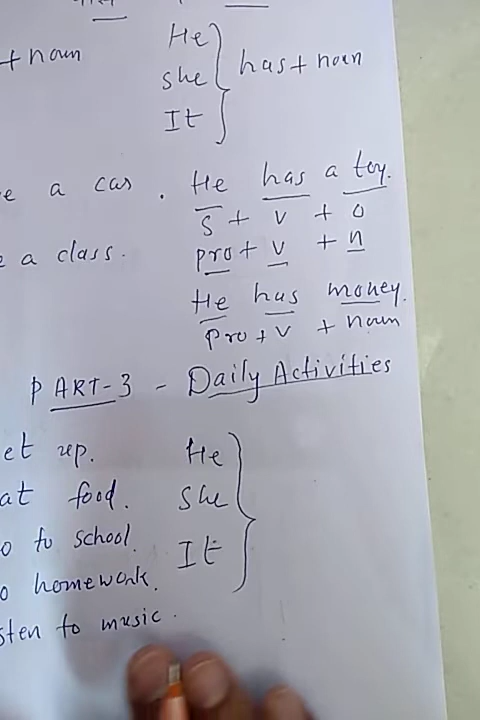 + noun He
she has + noun
It
a car . He has a toy.
S + V + O
a class. pro + V + n
He has money.
Pro + V + noun
PART-3 - Daily Activities
et up. He
at food. She
o to school. It
o homework.
sten to music.